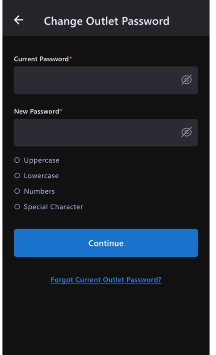 Change Outlet Password
Current Password*
New Password*
Uppercase
Lowercase
Numbers
Special Character
Continue
Forgot Current Outlet Password?